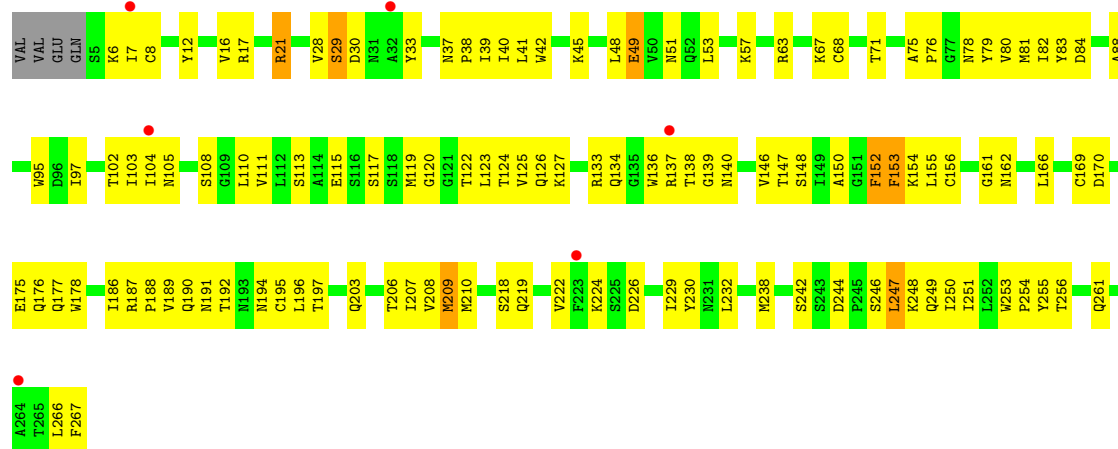 VAL VAL GLU GLN S5 K6 I7 C8 Y12 V16 R17 R21 V28 S29 D30 N31 A32 Y33 N37 P38 I39 I40 L41 W42 K45 L48 E49 V50 N51 Q52 L53 K57 R63 K67 C68 T71 A75 P76 G77 N78 Y79 V80 M81 I82 Y83 D84 A88
W95 D96 I97 T102 I103 I104 N105 S108 G109 L110 V111 L112 S113 A114 E115 S116 S117 S118 M119 G120 G121 T122 L123 T124 V125 Q126 K127 R133 Q134 G135 W136 R137 T138 G139 N140 V146 T147 S148 I149 A150 G151 F152 F153 K154 L155 C156 G161 N162 L166 C169 D170
E175 Q176 Q177 W178 I186 R187 P188 V189 Q190 N191 T192 N193 N194 C195 L196 T197 Q203 T206 I207 V208 M209 M210 S218 Q219 V222 F223 K224 S225 D226 I229 Y230 N231 L232 M238 S242 S243 D244 P245 S246 L247 K248 Q249 I250 I251 L252 W253 P254 Y255 T256 Q261
A264 T265 L266 F267